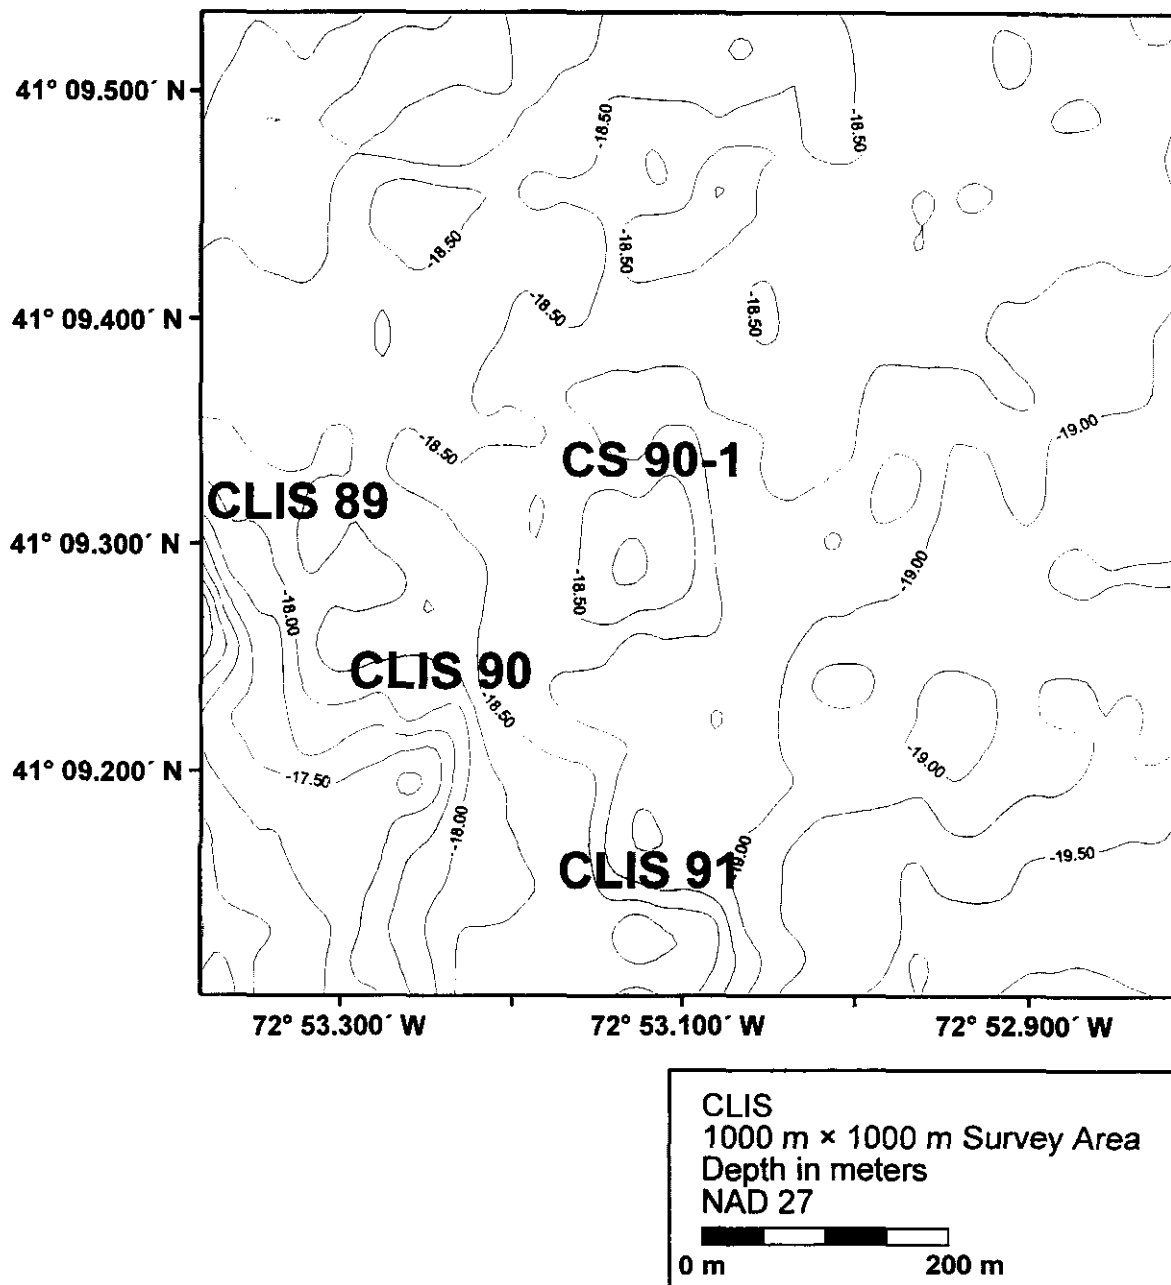 41° 09.500´ N
-18.50
-18.50
-18.50
-18.50
41° 09.400´ N
-18.50
-18.50
-19.00
-18.50
CS 90-1
CLIS 89
41° 09.300´ N
-19.00
-18.50
-18.00
CLIS 90
-18.50
-19.00
41° 09.200´ N
-17.50
-18.00
-19.00
-19.50
CLIS 91
72° 53.300´ W
72° 53.100´ W
72° 52.900´ W
CLIS
1000 m × 1000 m Survey Area
Depth in meters
NAD 27
0 m
200 m